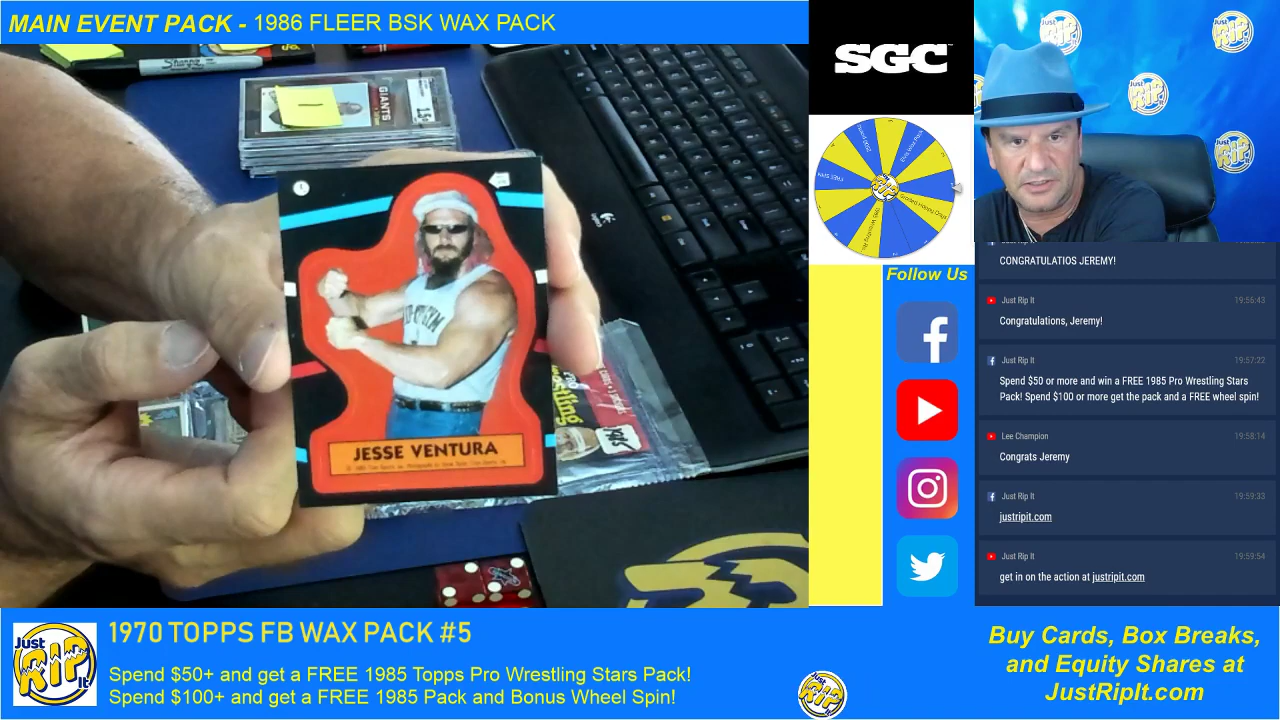 MAIN EVENT PACK - 1986 FLEER BSK WAX PACK
SGC
Sharpie
GIANTS
JESSE VENTURA
Follow Us
FREE SPIN
CONGRATULATIOS JEREMY!
Just Rip It 19:56:43
Congratulations, Jeremy!
Just Rip It 19:57:22
Spend $50 or more and win a FREE 1985 Pro Wrestling Stars
Pack! Spend $100 or more get the pack and a FREE wheel spin!
Lee Champion 19:58:14
Congrats Jeremy
Just Rip It 19:59:33
justripit.com
Just Rip It 19:59:54
get in on the action at justripit.com
Just
RIP
It
1970 TOPPS FB WAX PACK #5
Spend $50+ and get a FREE 1985 Topps Pro Wrestling Stars Pack!
Spend $100+ and get a FREE 1985 Pack and Bonus Wheel Spin!
Buy Cards, Box Breaks,
and Equity Shares at
JustRipIt.com